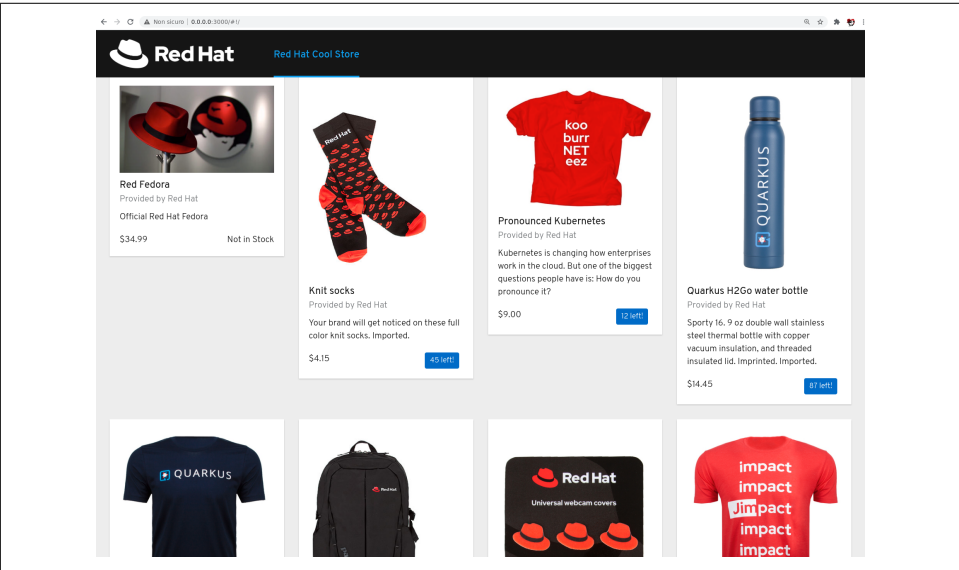 Non sicuro | 0.0.0.0:3000/#!/
Red Hat
Red Hat Cool Store
Red Fedora
Provided by Red Hat
Official Red Hat Fedora
$34.99
Not in Stock
Red Hat
Knit socks
Provided by Red Hat
Your brand will get noticed on these full
color knit socks. Imported.
$4.15
45 left!
koo
burr
NET
eez
Pronounced Kubernetes
Provided by Red Hat
Kubernetes is changing how enterprises
work in the cloud. But one of the biggest
questions people have is: How do you
pronounce it?
$9.00
12 left!
QUARKUS
Quarkus H2Go water bottle
Provided by Red Hat
Sporty 16. 9 oz double wall stainless
steel thermal bottle with copper
vacuum insulation, and threaded
insulated lid. Imprinted. Imported.
$14.45
87 left!
QUARKUS
Red Hat
Red Hat
Universal webcam covers
impact
impact
Jimpact
impact
impact